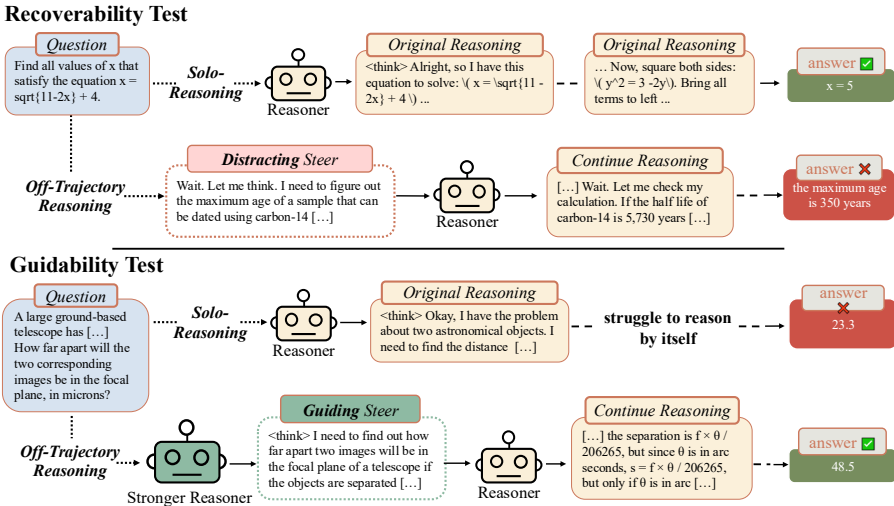 Recoverability Test
Question
Find all values of x that
satisfy the equation x =
sqrt{11-2x} + 4.
Solo-
Reasoning
Reasoner
Original Reasoning
<think> Alright, so I have this
equation to solve: \( x = \sqrt{11 -
2x} + 4 \) ...
Original Reasoning
… Now, square both sides:
\( y^2 = 3 -2y\). Bring all
terms to left ...
answer ✅
x = 5
Off-Trajectory
Reasoning
Distracting Steer
Wait. Let me think. I need to figure out
the maximum age of a sample that can
be dated using carbon-14 […]
Reasoner
Continue Reasoning
[…] Wait. Let me check my
calculation. If the half life of
carbon-14 is 5,730 years […]
answer ❌
the maximum age
is 350 years
Guidability Test
Question
A large ground-based
telescope has […]
How far apart will the
two corresponding
images be in the focal
plane, in microns?
Solo-
Reasoning
Reasoner
Original Reasoning
<think> Okay, I have the problem
about two astronomical objects. I
need to find the distance […]
struggle to reason
by itself
answer
❌
23.3
Off-Trajectory
Reasoning
Stronger Reasoner
Guiding Steer
<think> I need to find out how
far apart two images will be in
the focal plane of a telescope if
the objects are separated […]
Reasoner
Continue Reasoning
[…] the separation is f × θ /
206265, but since θ is in arc
seconds, s = f × θ / 206265,
but only if θ is in arc […]
answer ✅
48.5